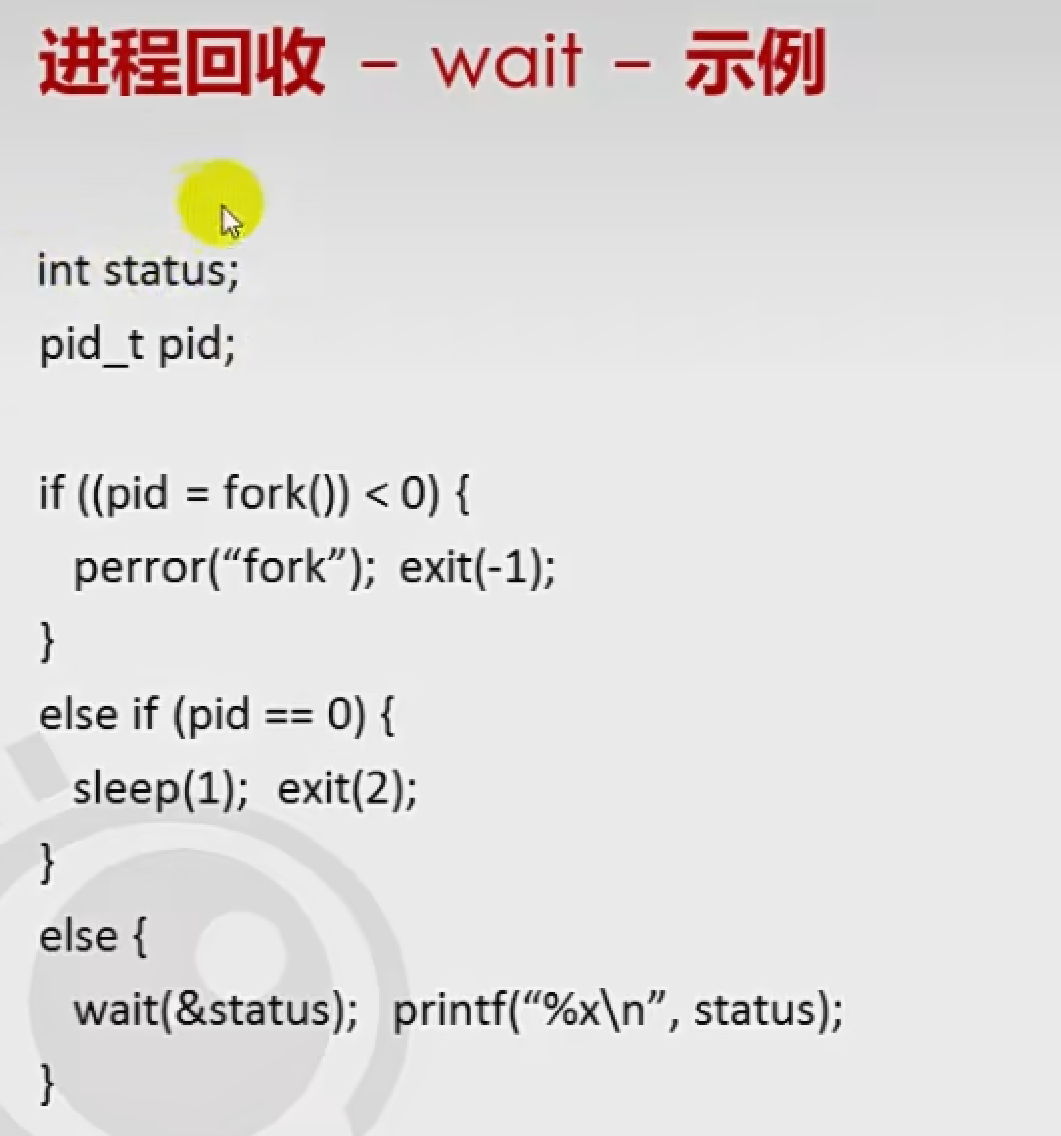 进程回收 – wait – 示例
int status;
pid_t pid;
if ((pid = fork()) < 0) {
perror(“fork”); exit(-1);
}
else if (pid == 0) {
sleep(1); exit(2);
}
else {
wait(&status); printf(“%x\n”, status);
}